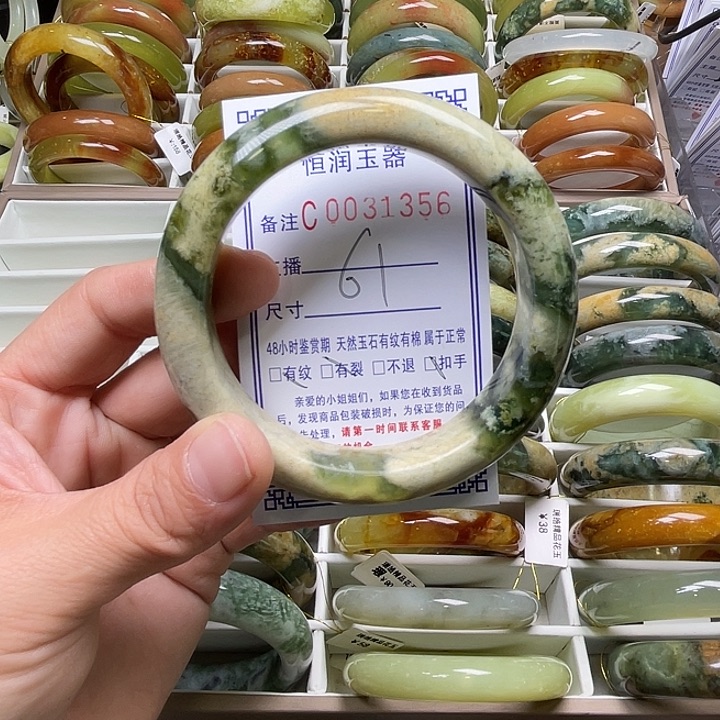 恒润玉器
备注C0031356
播
61
尺寸
48小时鉴赏期 天然玉石有纹有棉 属于正常
□有纹 □有裂 □不退 □扣手
亲爱的小姐姐们，如果您在收到货品
后，发现商品包装破损时，为保证您的问
处理，请第一时间联系客服
¥38